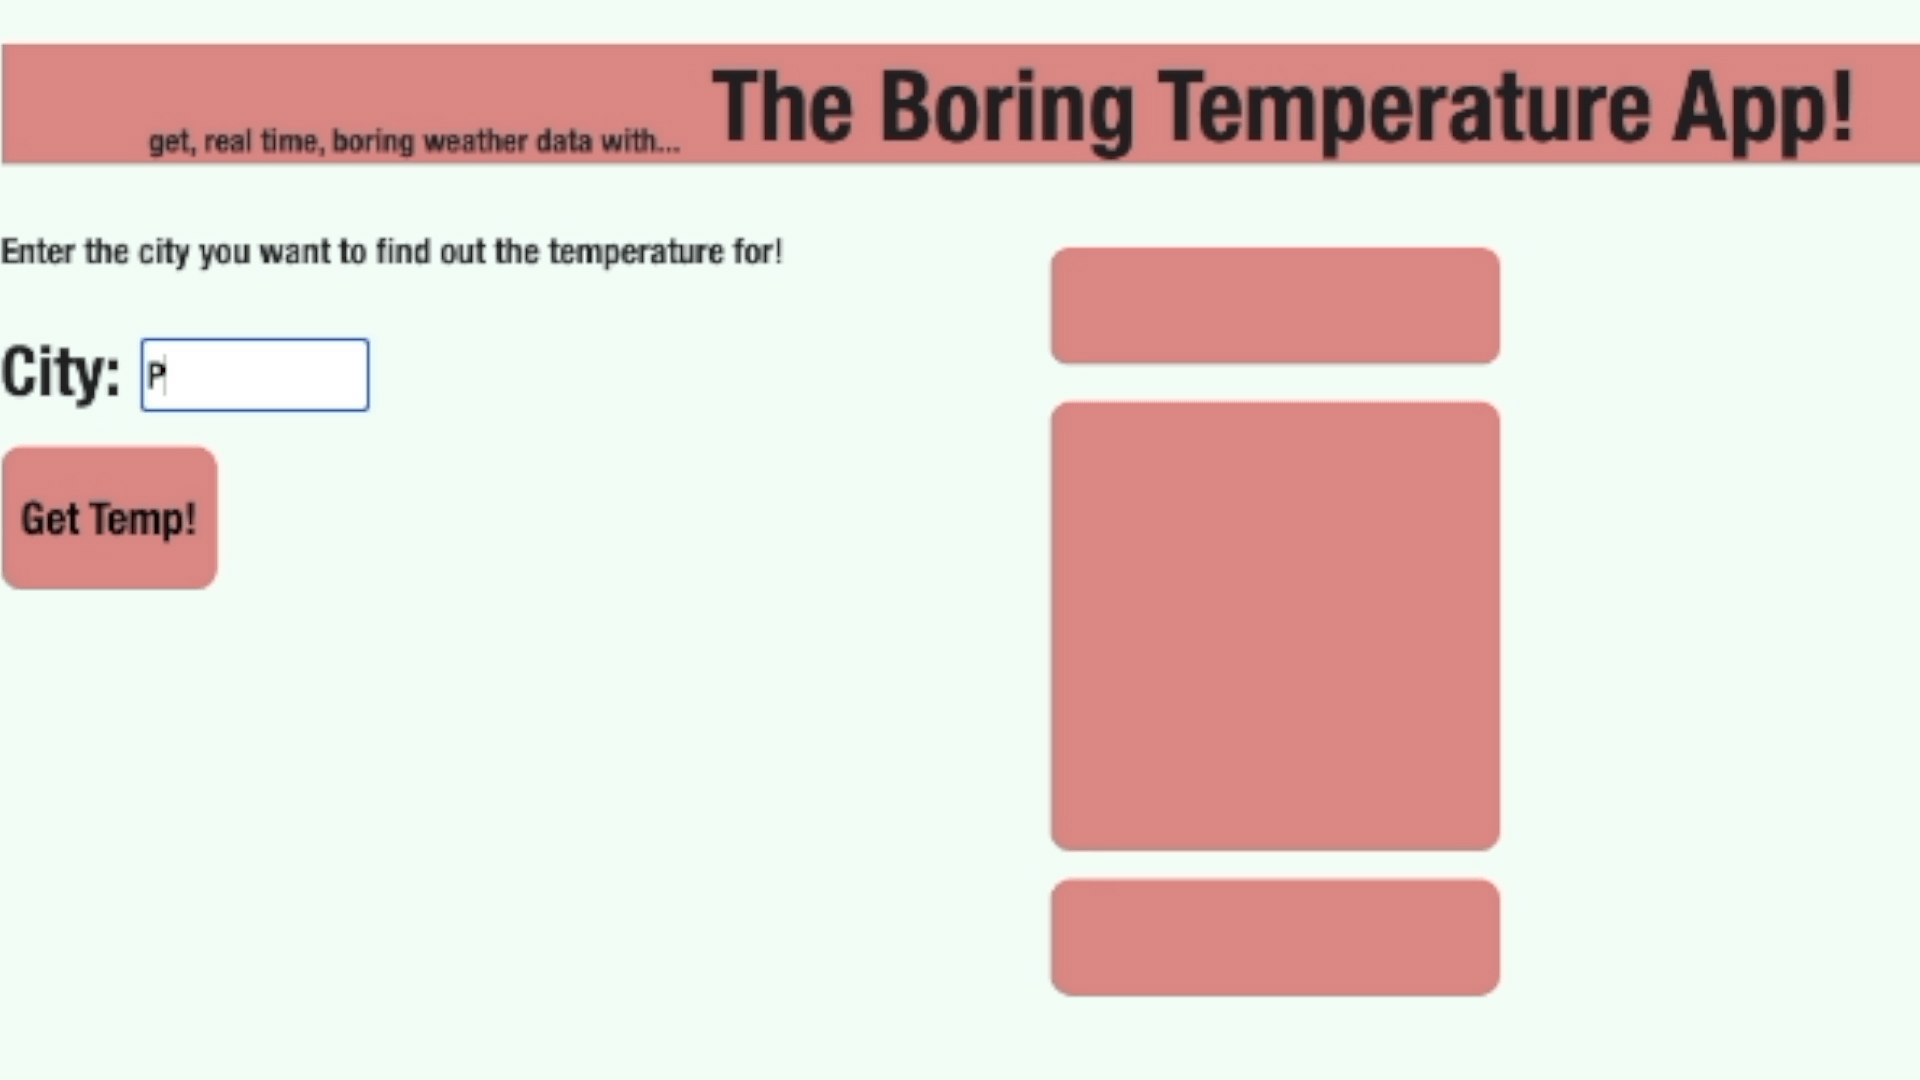 get, real time, boring weather data with... The Boring Temperature App!
Enter the city you want to find out the temperature for!
City: P
Get Temp!